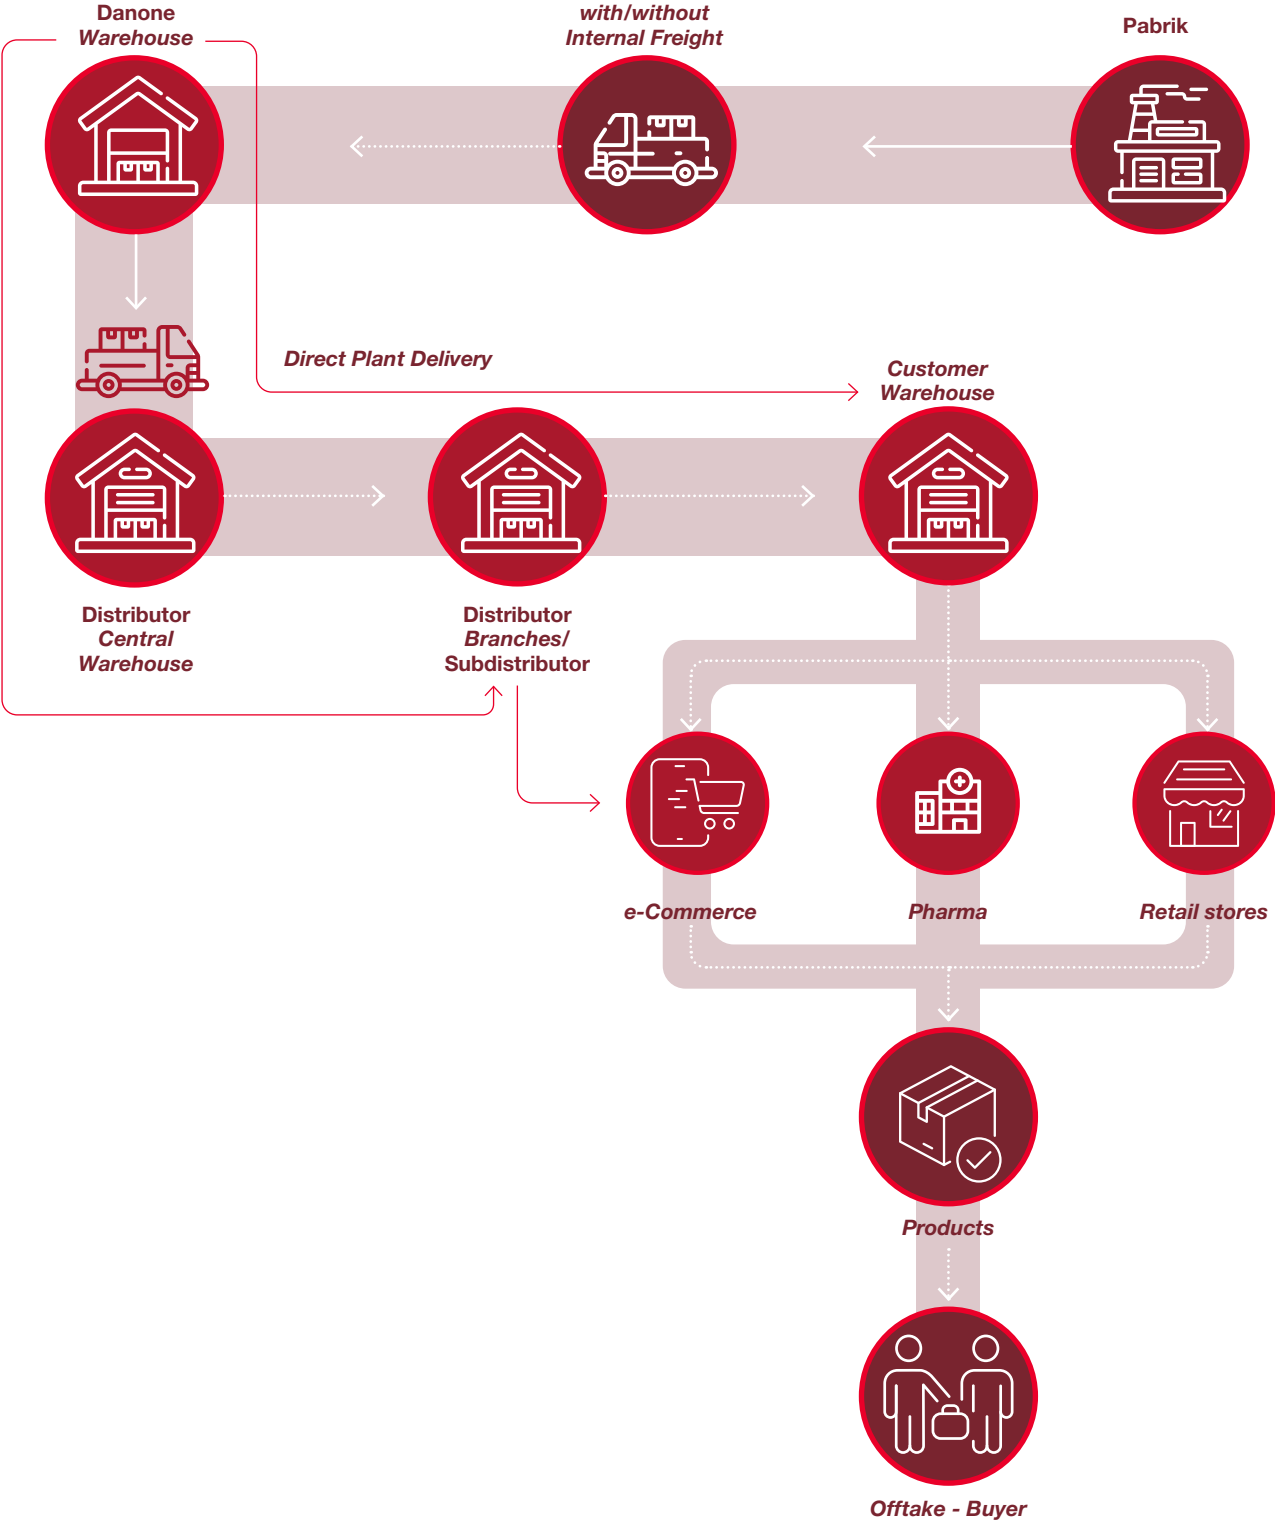 Danone
Warehouse
with/without
Internal Freight
Pabrik
Direct Plant Delivery
Customer
Warehouse
Distributor
Central
Warehouse
Distributor
Branches/
Subdistributor
e-Commerce
Pharma
Retail stores
Products
Offtake - Buyer